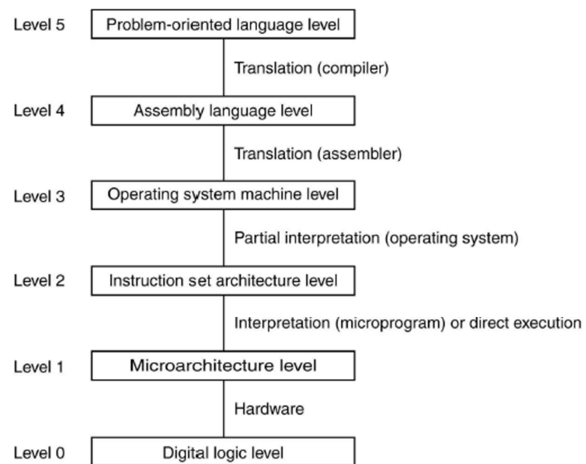 Level 5 Problem-oriented language level
Translation (compiler)
Level 4 Assembly language level
Translation (assembler)
Level 3 Operating system machine level
Partial interpretation (operating system)
Level 2 Instruction set architecture level
Interpretation (microprogram) or direct execution
Level 1 Microarchitecture level
Hardware
Level 0 Digital logic level